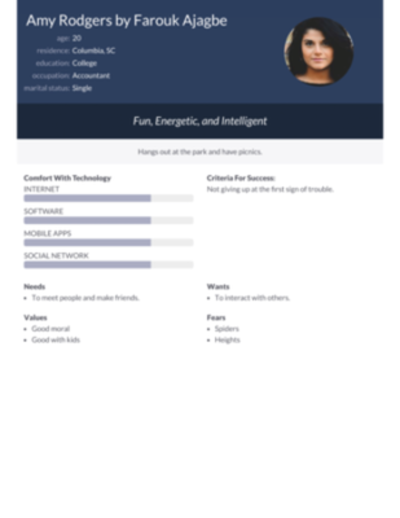 Amy Rodgers by Farouk Ajagbe
age: 20
residence: Columbia, SC
education: College
occupation: Accountant
marital status: Single
Fun, Energetic, and Intelligent
Hangs out at the park and have picnics.
Comfort With Technology
INTERNET
SOFTWARE
MOBILE APPS
SOCIAL NETWORK
Criteria For Success:
Not giving up at the first sign of trouble.
Needs
• To meet people and make friends.
Wants
• To interact with others.
Values
• Good moral
• Good with kids
Fears
• Spiders
• Heights